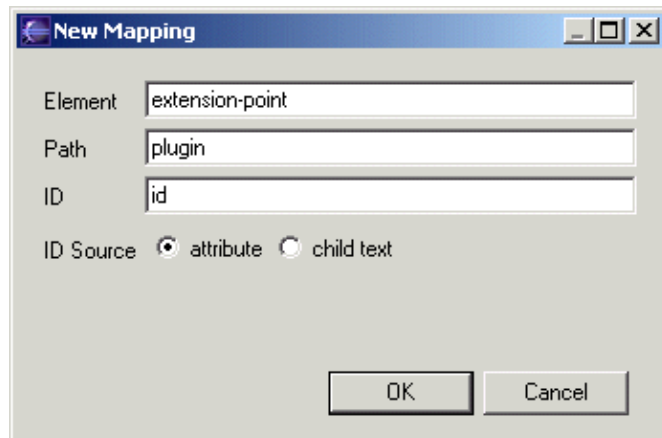 New Mapping
Element extension-point
Path plugin
ID id
ID Source attribute child text
OK Cancel